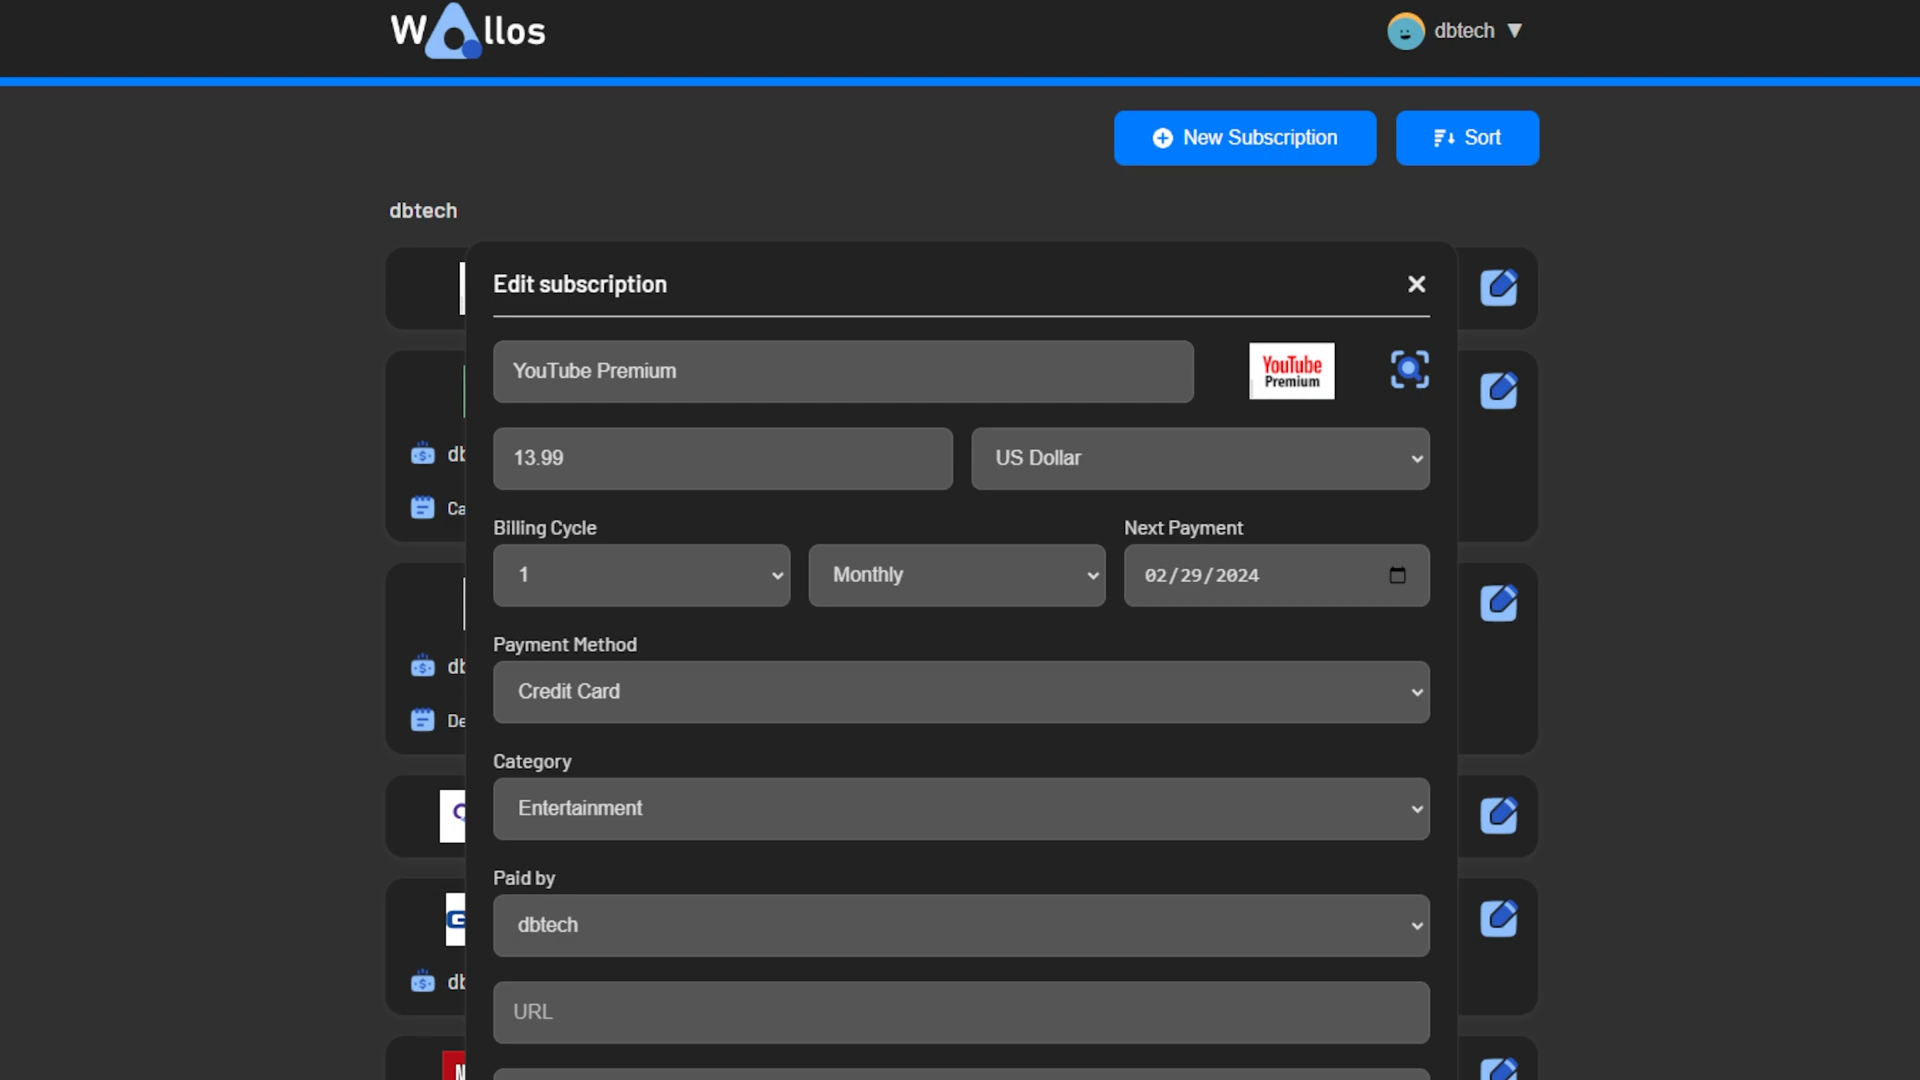 Wallos
dbtech ▼
New Subscription
Sort
dbtech
Edit subscription
YouTube Premium
YouTube
Premium
13.99
US Dollar
Billing Cycle
Next Payment
1
Monthly
02/29/2024
Payment Method
Credit Card
Category
Entertainment
Paid by
dbtech
URL